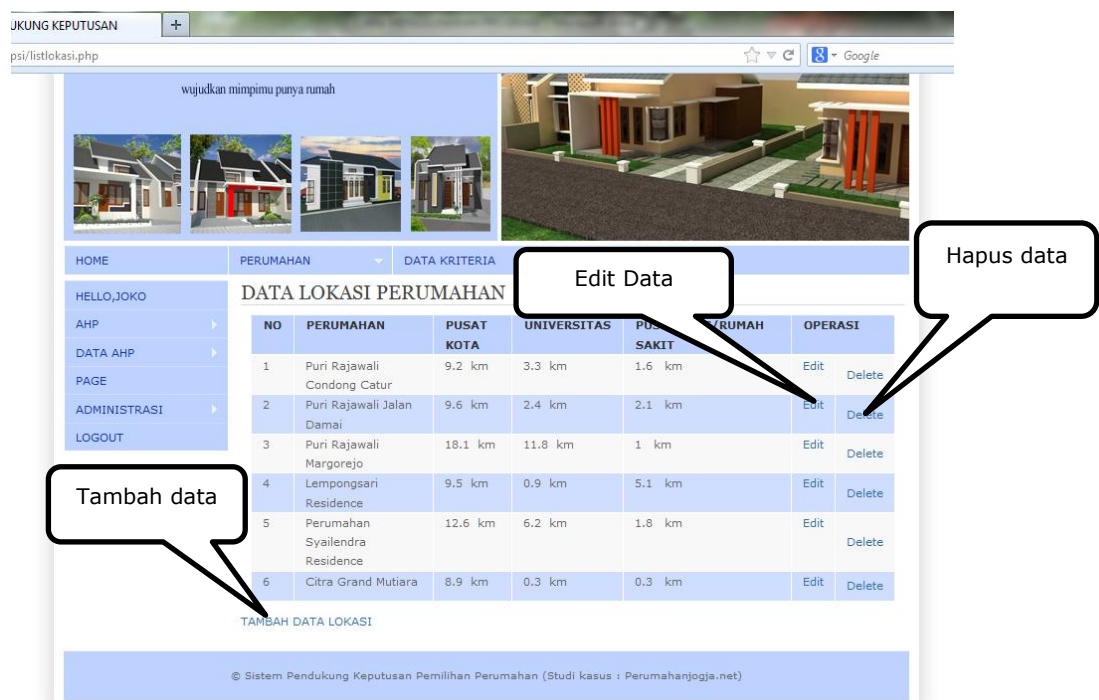 UKUNG KEPUTUSAN +
psi/listlokasi.php 8 Google
wujudkan mimpimu punya rumah
HOME PERUMAHAN DATA KRITERIA
Edit Data
Hapus data
HELLO,JOKO
AHP
DATA AHP
PAGE
ADMINISTRASI
LOGOUT
Tambah data
DATA LOKASI PERUMAHAN
NO PERUMAHAN PUSAT KOTA UNIVERSITAS /RUMAH SAKIT OPERASI
1 Puri Rajawali Condong Catur 9.2 km 3.3 km 1.6 km Edit Delete
2 Puri Rajawali Jalan Damai 9.6 km 2.4 km 2.1 km Edit Delete
3 Puri Rajawali Margorejo 18.1 km 11.8 km 1 km Edit Delete
4 Lempongsari Residence 9.5 km 0.9 km 5.1 km Edit Delete
5 Perumahan Syailendra Residence 12.6 km 6.2 km 1.8 km Edit Delete
6 Citra Grand Mutiara 8.9 km 0.3 km 0.3 km Edit Delete
TAMBAH DATA LOKASI
© Sistem Pendukung Keputusan Pemilihan Perumahan (Studi kasus : Perumahanjogja.net)